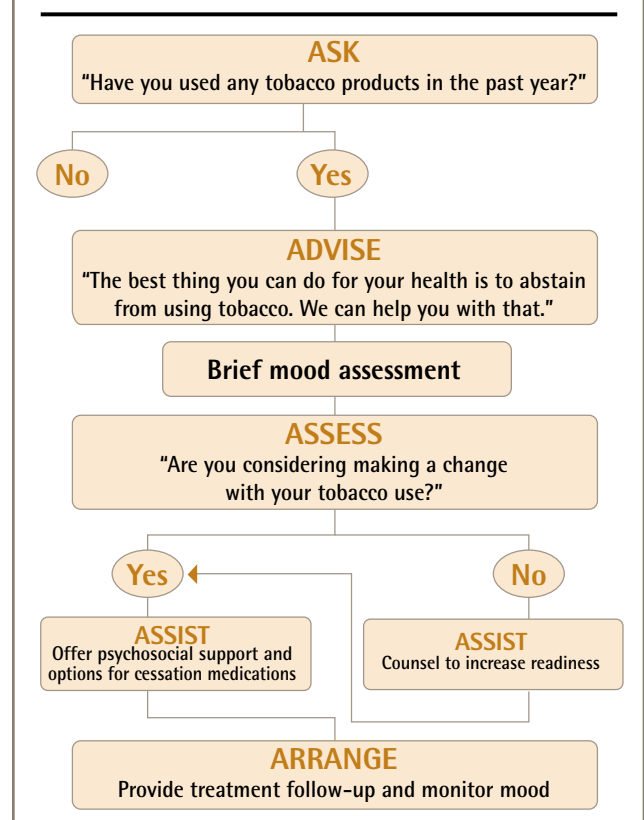 ASK
"Have you used any tobacco products in the past year?"
No
Yes
ADVISE
"The best thing you can do for your health is to abstain
from using tobacco. We can help you with that."
Brief mood assessment
ASSESS
"Are you considering making a change
with your tobacco use?"
Yes
No
ASSIST
Offer psychosocial support and
options for cessation medications
ASSIST
Counsel to increase readiness
ARRANGE
Provide treatment follow-up and monitor mood